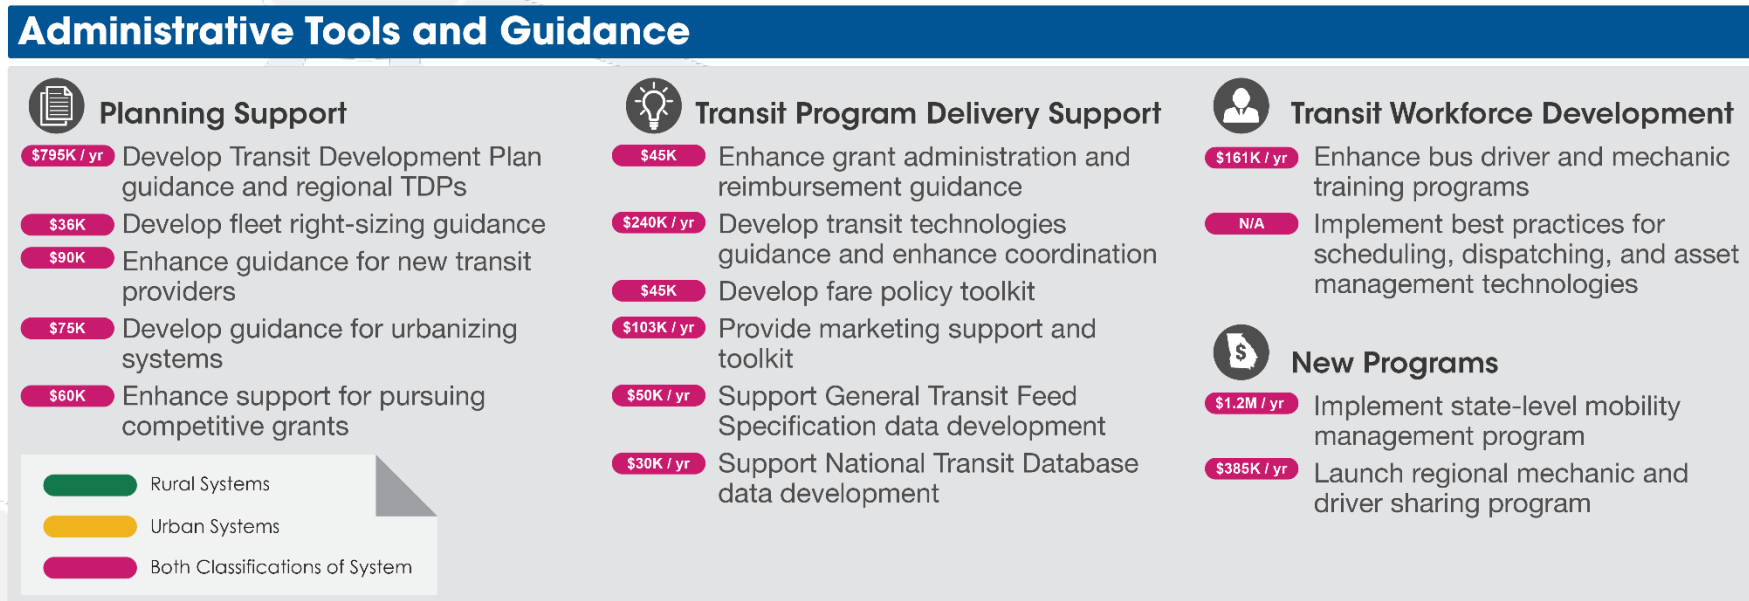 Administrative Tools and Guidance
Planning Support
$795K / yr Develop Transit Development Plan
guidance and regional TDPs
$36K Develop fleet right-sizing guidance
$90K Enhance guidance for new transit
providers
$75K Develop guidance for urbanizing
systems
$60K Enhance support for pursuing
competitive grants
Rural Systems
Urban Systems
Both Classifications of System
Transit Program Delivery Support
$45K Enhance grant administration and
reimbursement guidance
$240K / yr Develop transit technologies
guidance and enhance coordination
$45K Develop fare policy toolkit
$103K / yr Provide marketing support and
toolkit
$50K / yr Support General Transit Feed
Specification data development
$30K / yr Support National Transit Database
data development
Transit Workforce Development
$161K / yr Enhance bus driver and mechanic
training programs
N/A Implement best practices for
scheduling, dispatching, and asset
management technologies
$
New Programs
$1.2M / yr Implement state-level mobility
management program
$385K / yr Launch regional mechanic and
driver sharing program